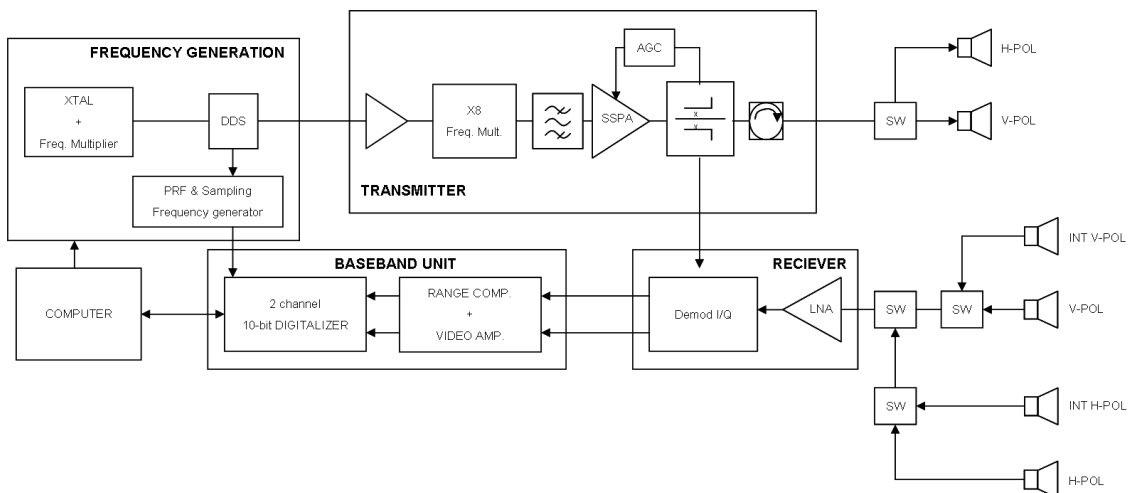 FREQUENCY GENERATION
XTAL
+
Freq. Multiplier
DDS
PRF & Sampling
Frequency generator
X8
Freq. Mult.
SSPA
AGC
x
x
TRANSMITTER
SW
H-POL
V-POL
COMPUTER
BASEBAND UNIT
2 channel
10-bit DIGITALIZER
RANGE COMP.
+
VIDEO AMP.
RECIEVER
Demod I/Q
LNA
SW
SW
SW
INT V-POL
V-POL
INT H-POL
H-POL